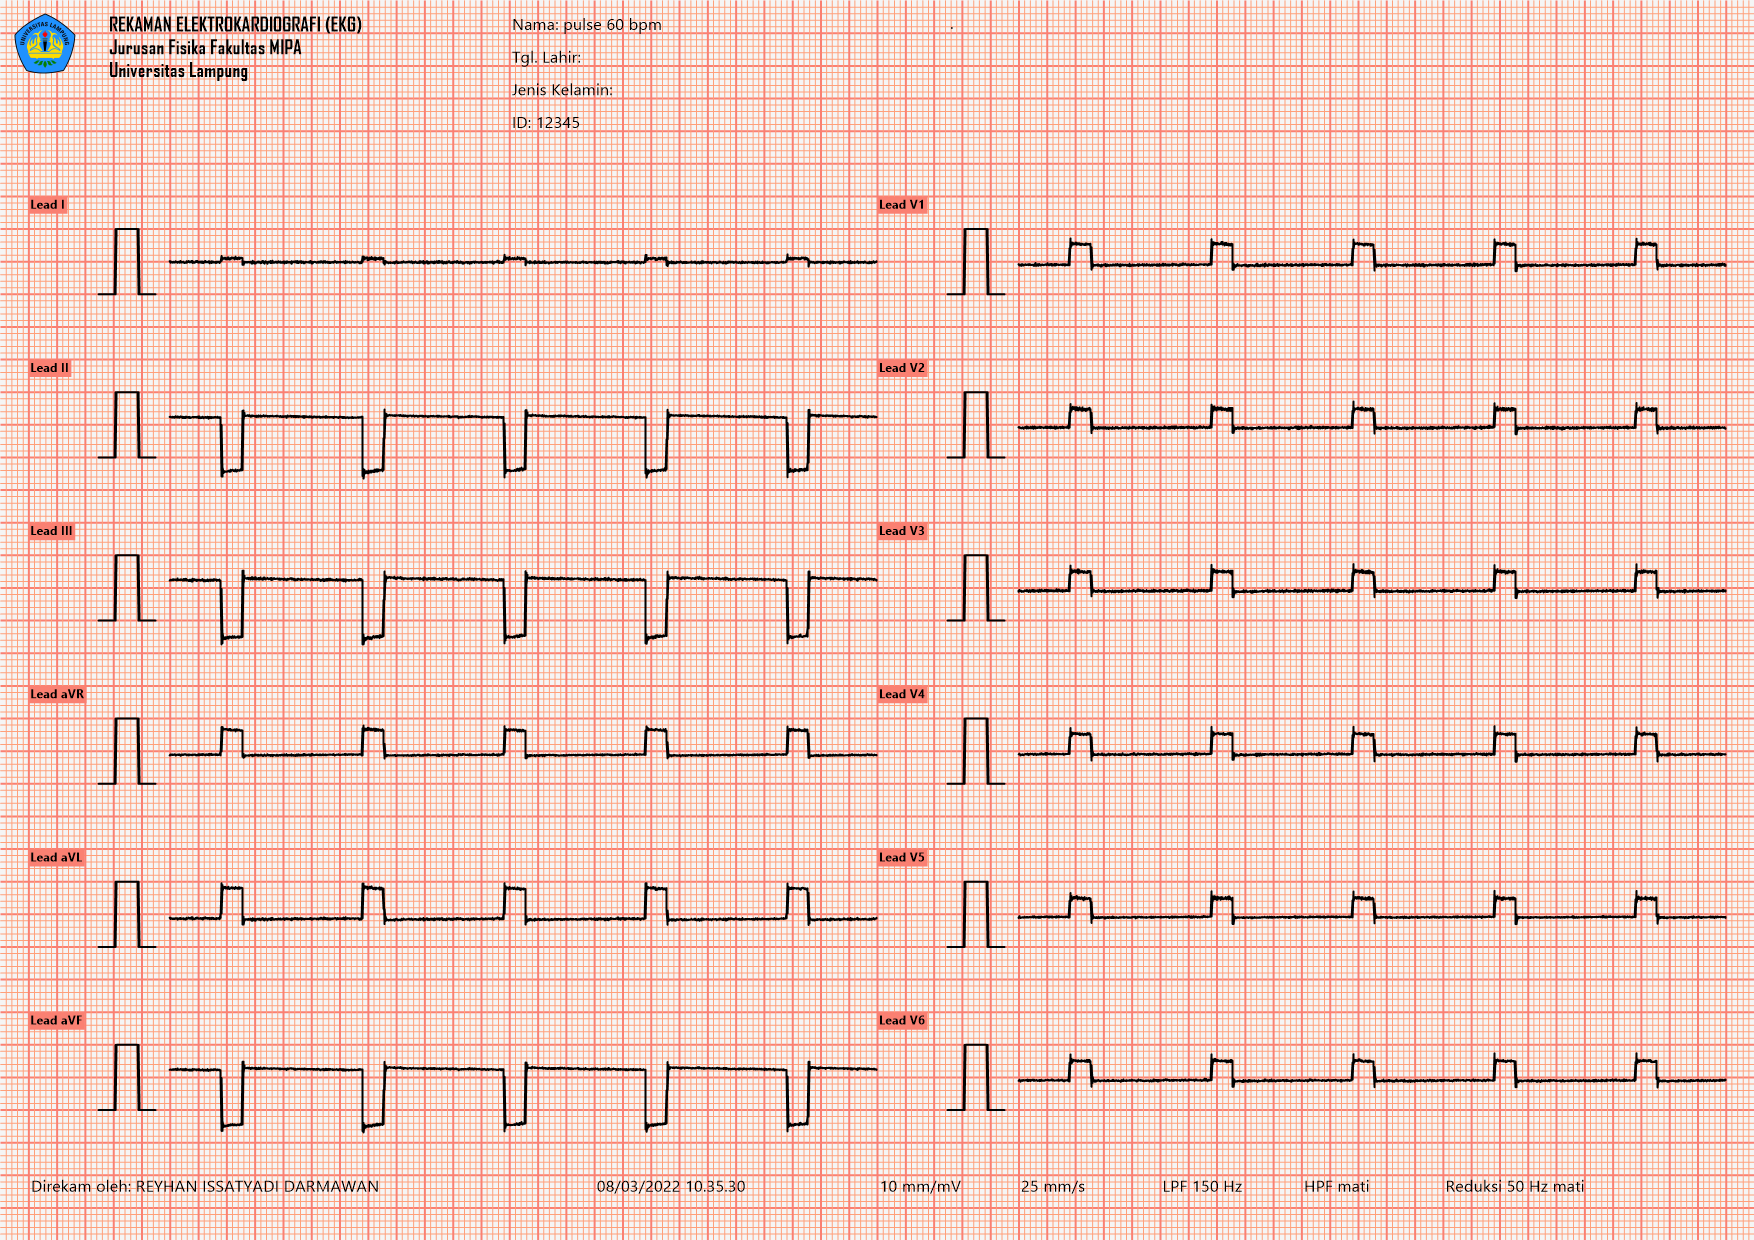 UNIVERSITAS LAMPUNG
REKAMAN ELEKTROKARDIOGRAFI (EKG)
Jurusan Fisika Fakultas MIPA
Universitas Lampung
Nama: pulse 60 bpm
Tgl. Lahir:
Jenis Kelamin:
ID: 12345
Lead I
Lead II
Lead III
Lead aVR
Lead aVL
Lead aVF
Lead V1
Lead V2
Lead V3
Lead V4
Lead V5
Lead V6
Direkam oleh: REYHAN ISSATYADI DARMAWAN
08/03/2022 10.35.30
10 mm/mV
25 mm/s
LPF 150 Hz
HPF mati
Reduksi 50 Hz mati